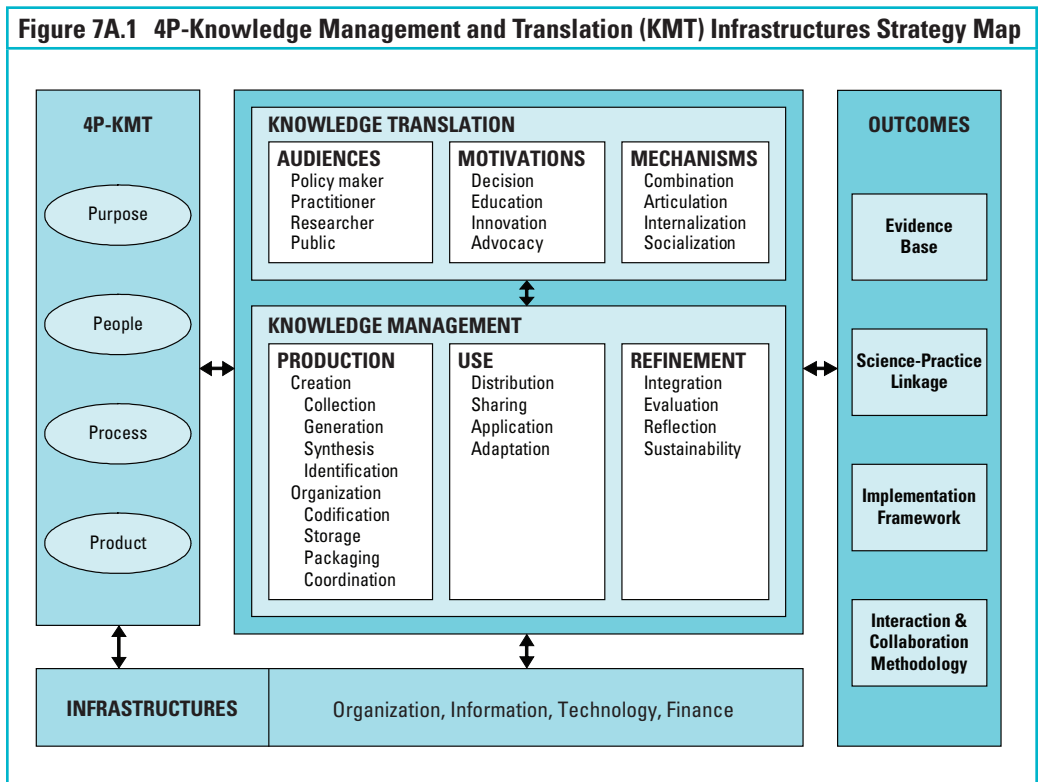 Figure 7A.1 4P-Knowledge Management and Translation (KMT) Infrastructures Strategy Map
4P-KMT
Purpose
People
Process
Product
KNOWLEDGE TRANSLATION
AUDIENCES
Policy maker
Practitioner
Researcher
Public
MOTIVATIONS
Decision
Education
Innovation
Advocacy
MECHANISMS
Combination
Articulation
Internalization
Socialization
KNOWLEDGE MANAGEMENT
PRODUCTION
Creation
Collection
Generation
Synthesis
Identification
Organization
Codification
Storage
Packaging
Coordination
USE
Distribution
Sharing
Application
Adaptation
REFINEMENT
Integration
Evaluation
Reflection
Sustainability
OUTCOMES
Evidence
Base
Science-Practice
Linkage
Implementation
Framework
Interaction &
Collaboration
Methodology
INFRASTRUCTURES
Organization, Information, Technology, Finance